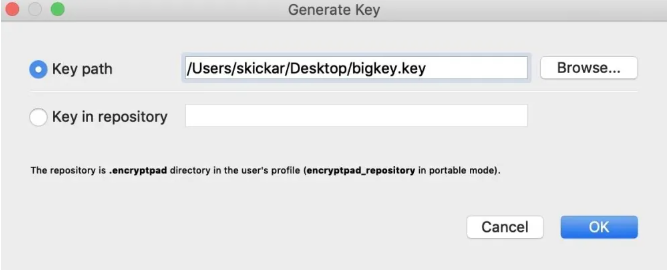 Generate Key
Key path /Users/skickar/Desktop/bigkey.key Browse...
Key in repository
The repository is .encryptpad directory in the user's profile (encryptpad_repository in portable mode).
Cancel OK